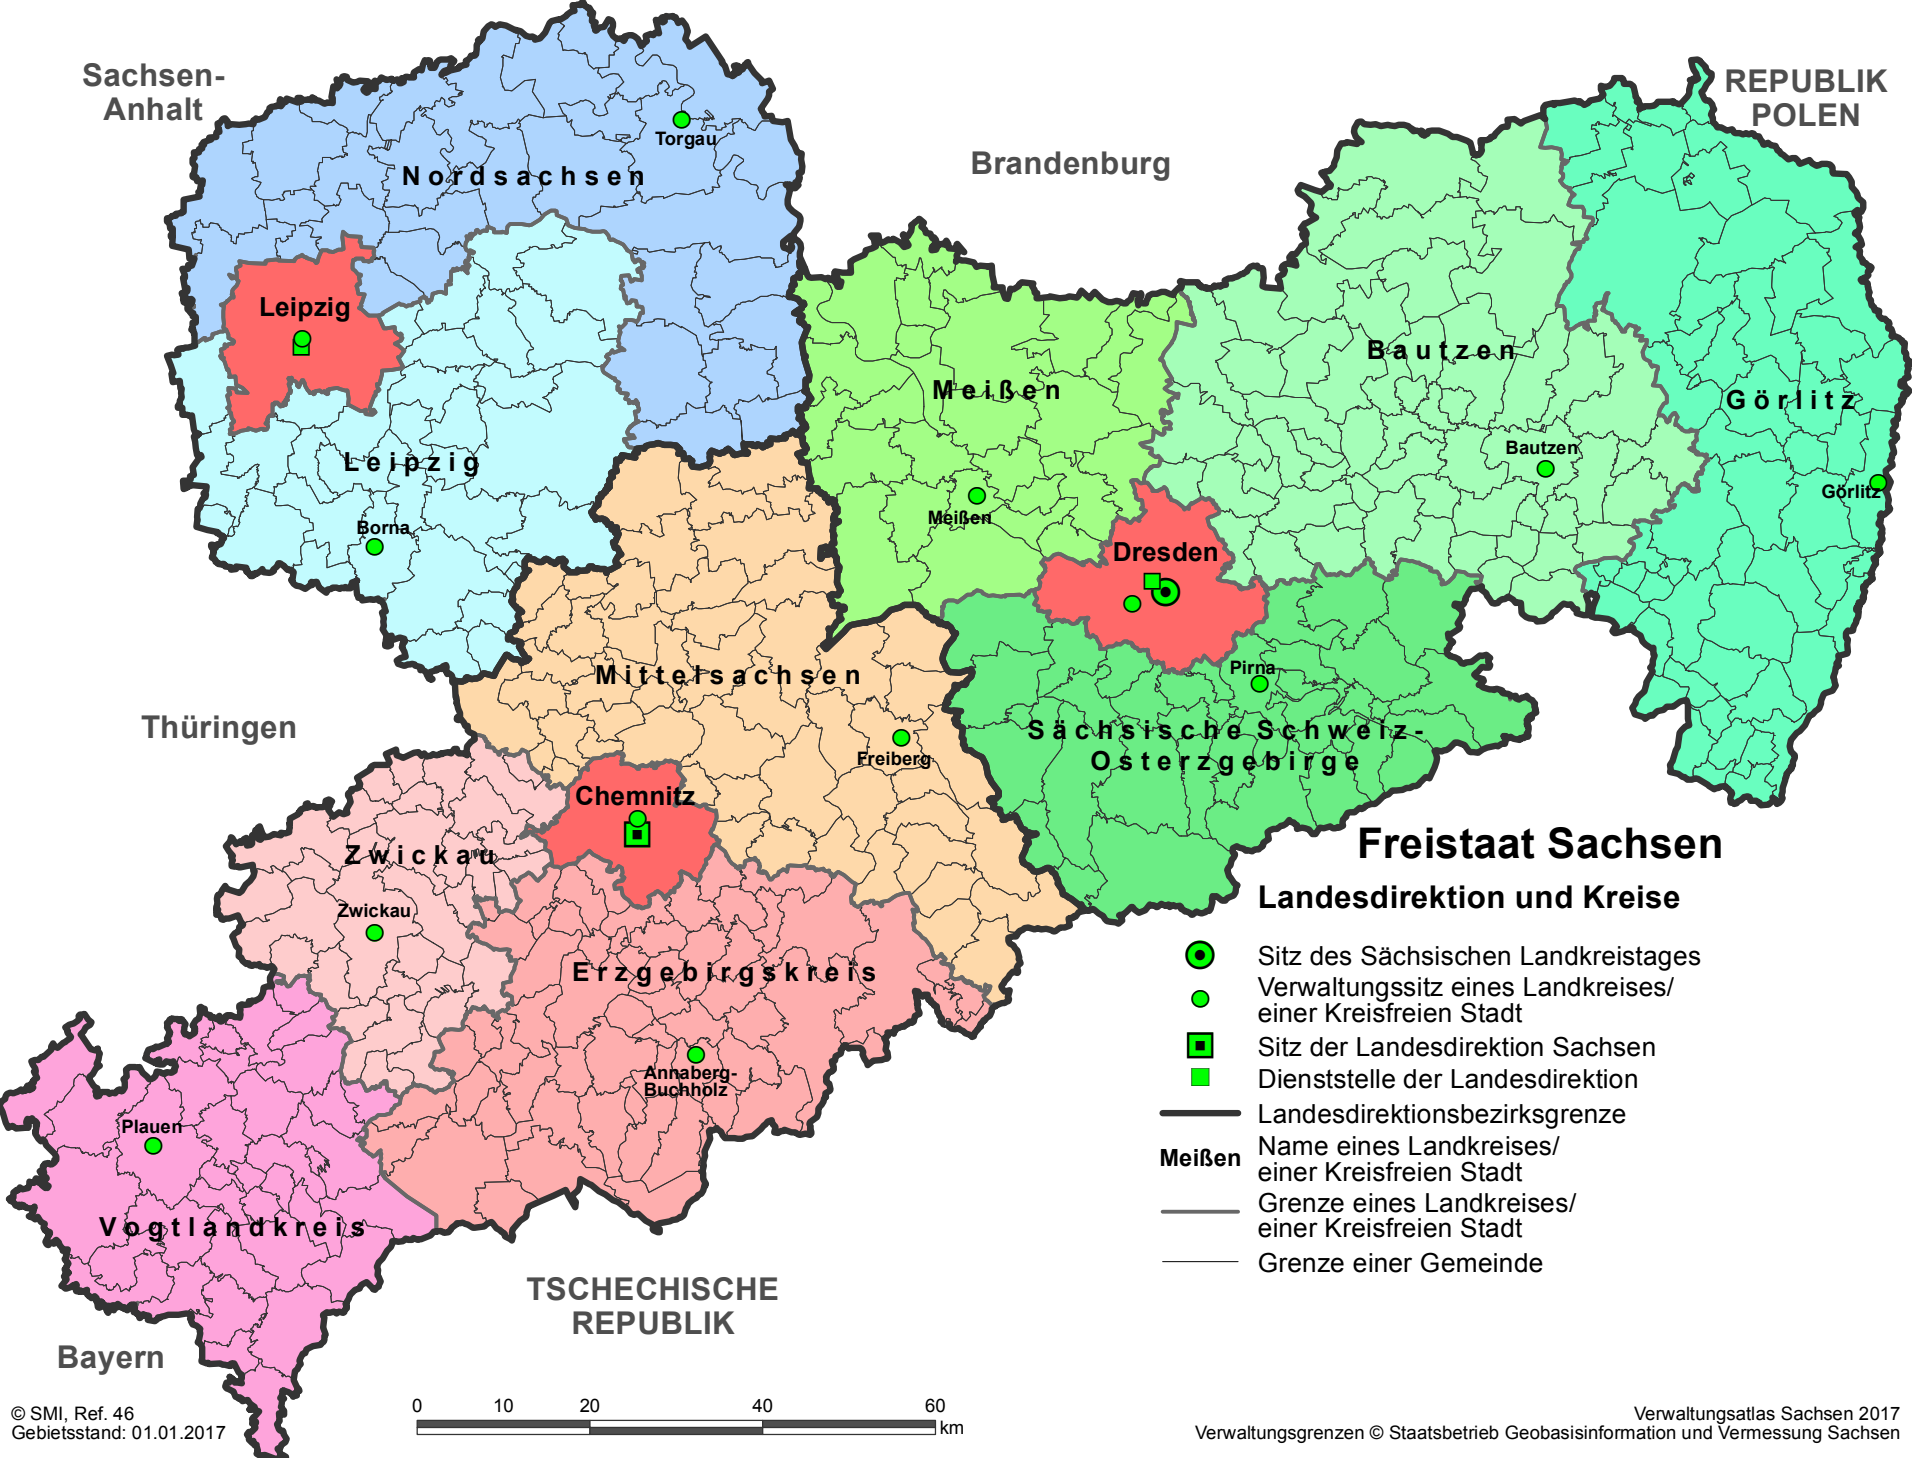 Sachsen-
Anhalt
REPUBLIK
POLEN
Brandenburg
Torgau
Nordsachsen
Leipzig
Meißen
Bautzen
Görlitz
Leipzig
Bautzen
Görlitz
Borna
Meißen
Dresden
Mittelsachsen
Pirna
Thüringen
Freiberg
Sächsische Schweiz-
Osterzgebirge
Chemnitz
Zwickau
Zwickau
Erzgebirgskreis
Annaberg-
Buchholz
Plauen
Vogtlandkreis
TSCHECHISCHE
REPUBLIK
Bayern
Freistaat Sachsen
Landesdirektion und Kreise
Sitz des Sächsischen Landkreistages
Verwaltungssitz eines Landkreises/
einer Kreisfreien Stadt
Sitz der Landesdirektion Sachsen
Dienststelle der Landesdirektion
Landesdirektionsbezirksgrenze
Meißen Name eines Landkreises/
einer Kreisfreien Stadt
Grenze eines Landkreises/
einer Kreisfreien Stadt
Grenze einer Gemeinde
0 10 20 40 60
km
© SMI, Ref. 46
Gebietsstand: 01.01.2017
Verwaltungsatlas Sachsen 2017
Verwaltungsgrenzen © Staatsbetrieb Geobasisinformation und Vermessung Sachsen